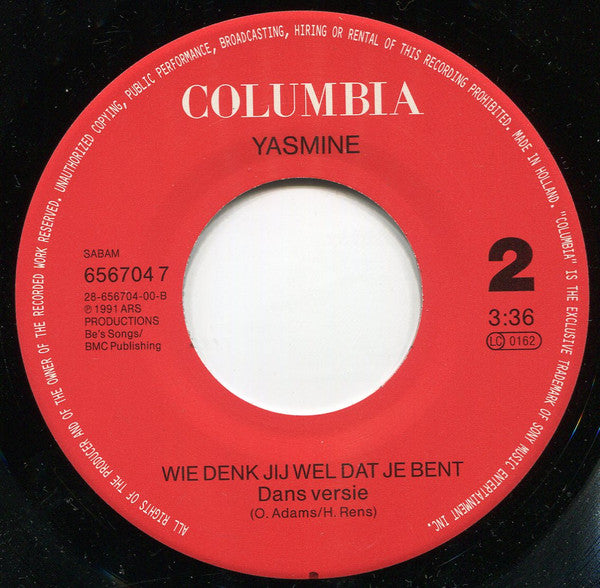 ALL RIGHTS OF THE PRODUCER AND OF THE OWNER OF THE RECORDED WORK RESERVED. UNAUTHORIZED COPYING, PUBLIC PERFORMANCE, BROADCASTING, HIRING OR RENTAL OF THIS RECORDING PROHIBITED. MADE IN HOLLAND. "COLUMBIA" IS THE EXCLUSIVE TRADEMARK OF SONY MUSIC ENTERTAINMENT INC.
COLUMBIA
YASMINE
SABAM
656704 7
28-656704-00-B
℗ 1991 ARS
PRODUCTIONS
Be's Songs/
BMC Publishing
2
3:36
LC 0162
WIE DENK JIJ WEL DAT JE BENT
Dans versie
(O. Adams/H. Rens)